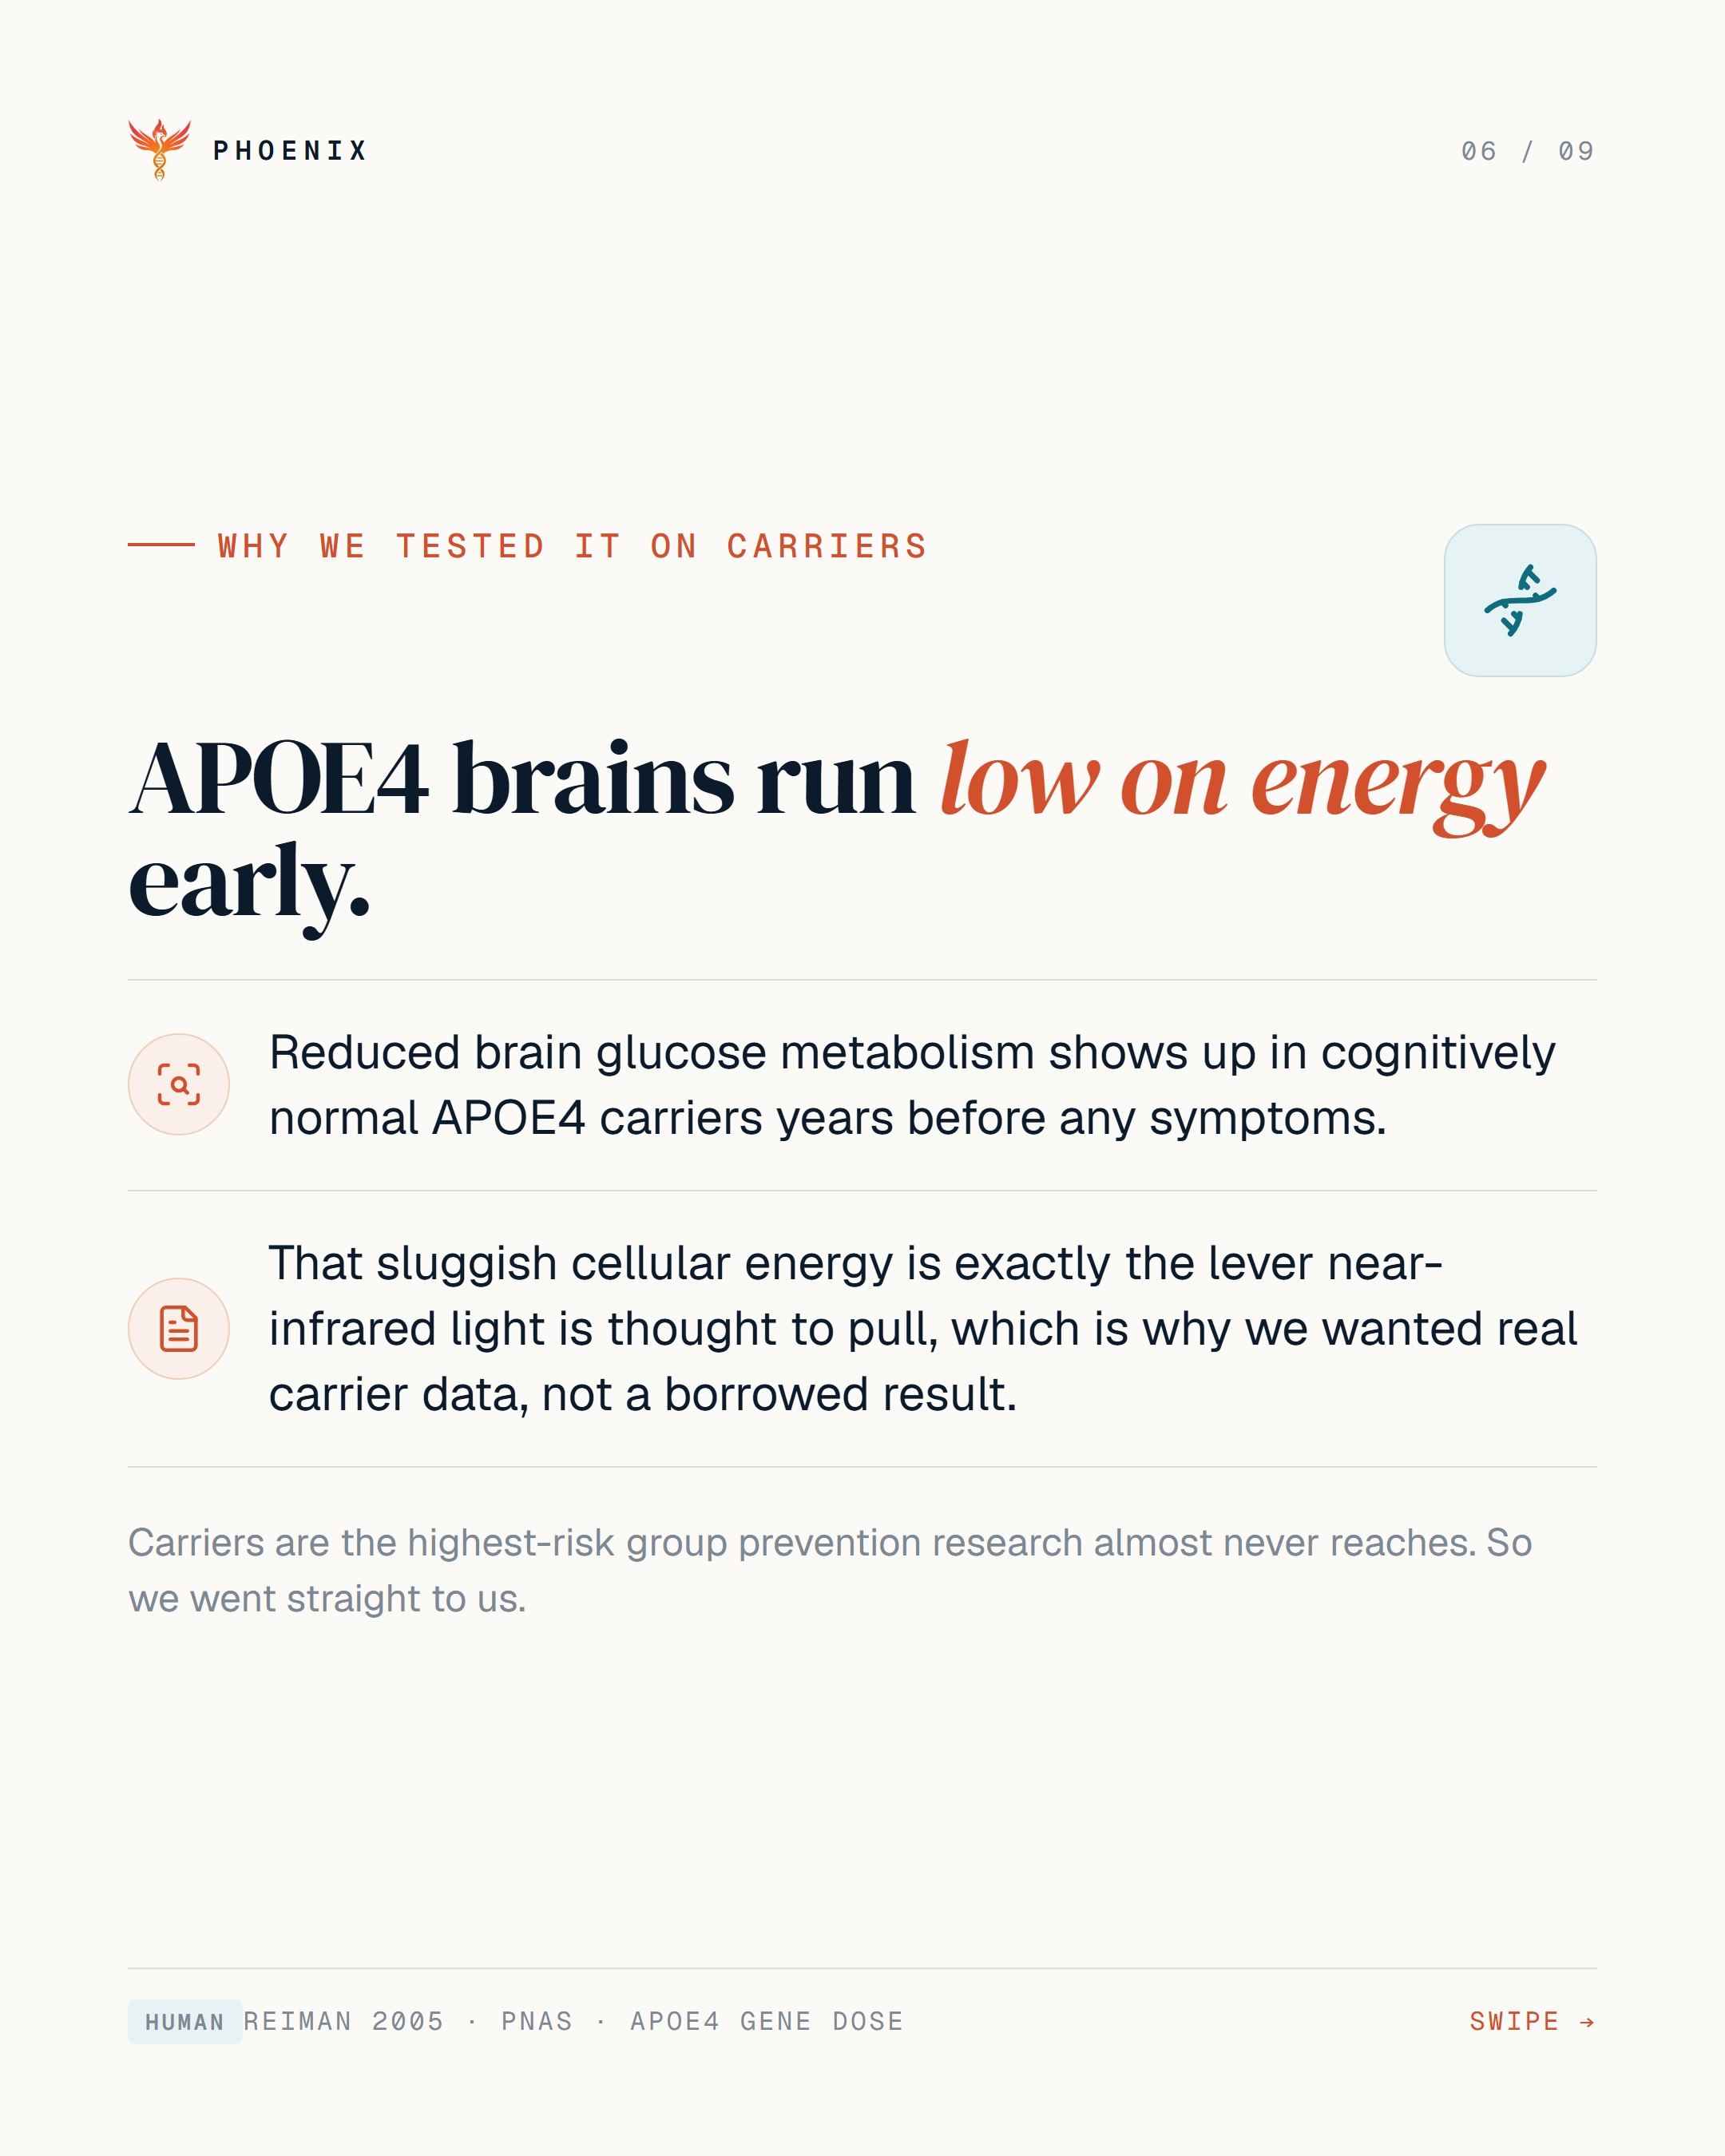 PHOENIX
06 / 09
WHY WE TESTED IT ON CARRIERS
APOE4 brains run low on energy
early.
Reduced brain glucose metabolism shows up in cognitively
normal APOE4 carriers years before any symptoms.
That sluggish cellular energy is exactly the lever near-
infrared light is thought to pull, which is why we wanted real
carrier data, not a borrowed result.
Carriers are the highest-risk group prevention research almost never reaches. So
we went straight to us.
HUMAN REIMAN 2005 · PNAS · APOE4 GENE DOSE
SWIPE →